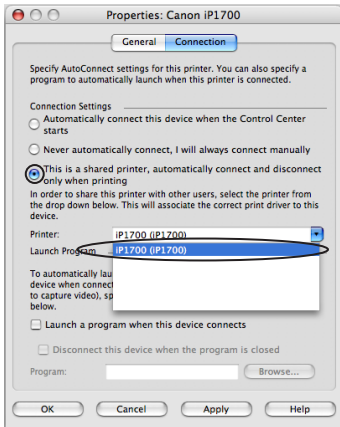 Properties: Canon iP1700
General Connection
Specify AutoConnect settings for this printer. You can also specify a
program to automatically launch when this printer is connected.
Connection Settings
Automatically connect this device when the Control Center
starts
Never automatically connect, I will always connect manually
This is a shared printer, automatically connect and disconnect
only when printing
In order to share this printer with other users, select the printer from
the drop down below. This will associate the correct print driver to this
device.
Printer: iP1700 (iP1700)
Launch Program iP1700 (iP1700)
To automatically lau
device when connect
to capture video), sp
below.
Launch a program when this device connects
Disconnect this device when the program is closed
Program: Browse...
OK Cancel Apply Help